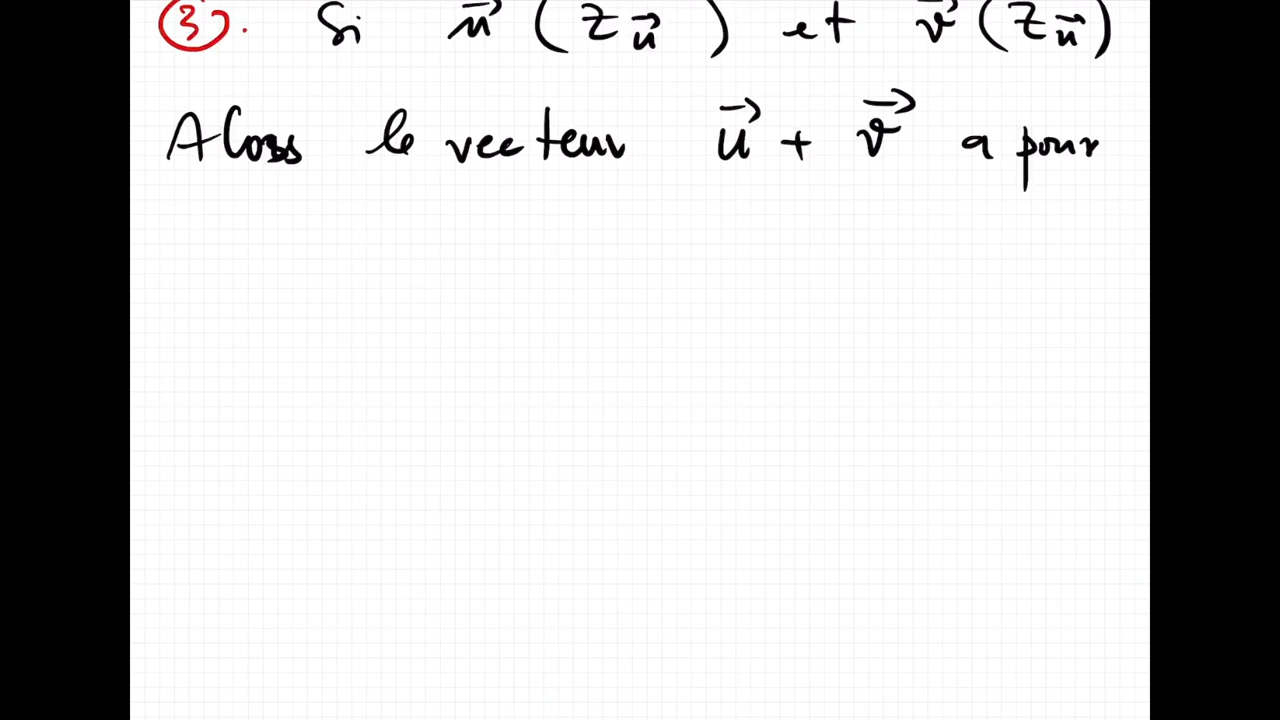 3. Si u⃗ (Z_u⃗ ) et v⃗ (Z_u⃗)
Alors le vecteur u⃗ + v⃗ a pour